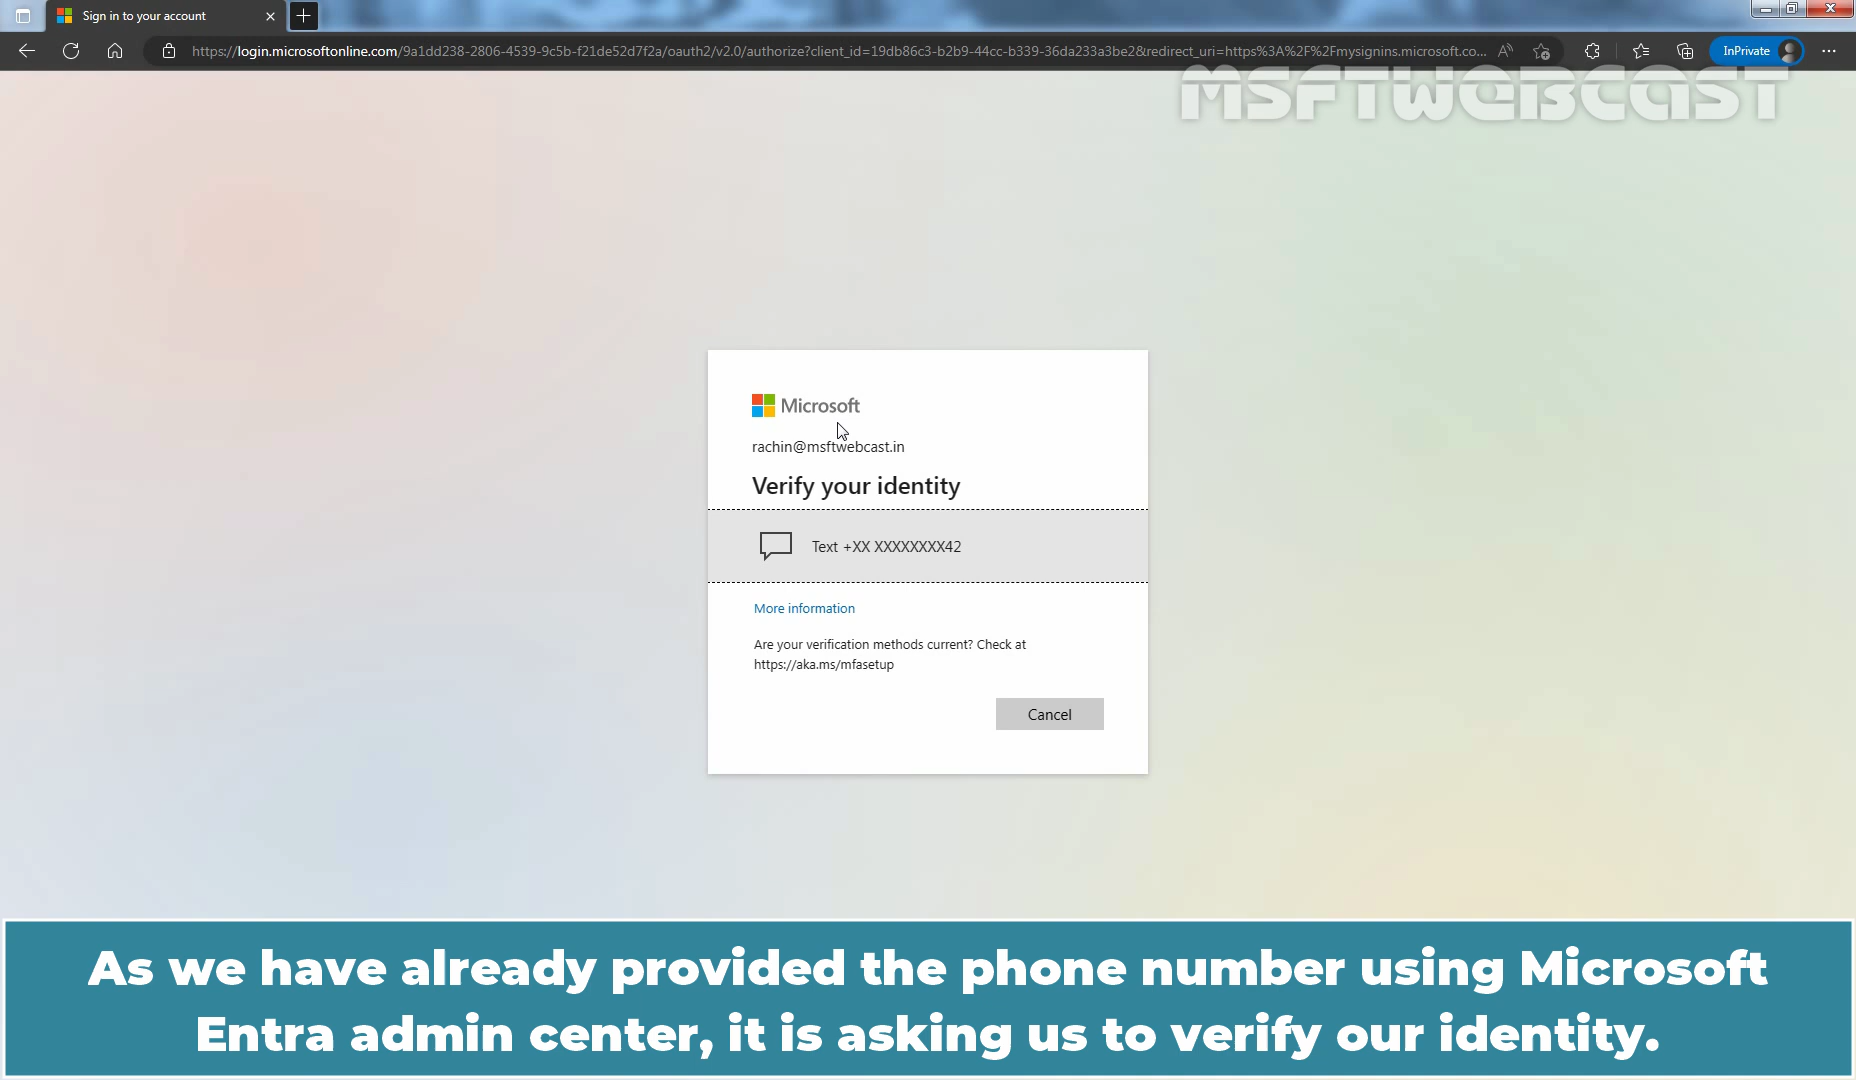 Sign in to your account
https://login.microsoftonline.com/9a1dd238-2806-4539-9c5b-f21de52d7f2a/oauth2/v2.0/authorize?client_id=19db86c3-b2b9-44cc-b339-36da233a3be2&redirect_uri=https%3A%2F%2Fmysignins.microsoft.co...
InPrivate
MSFTWEBCAST
Microsoft
rachin@msftwebcast.in
Verify your identity
Text +XX XXXXXXXX42
More information
Are your verification methods current? Check at
https://aka.ms/mfasetup
Cancel
As we have already provided the phone number using Microsoft
Entra admin center, it is asking us to verify our identity.